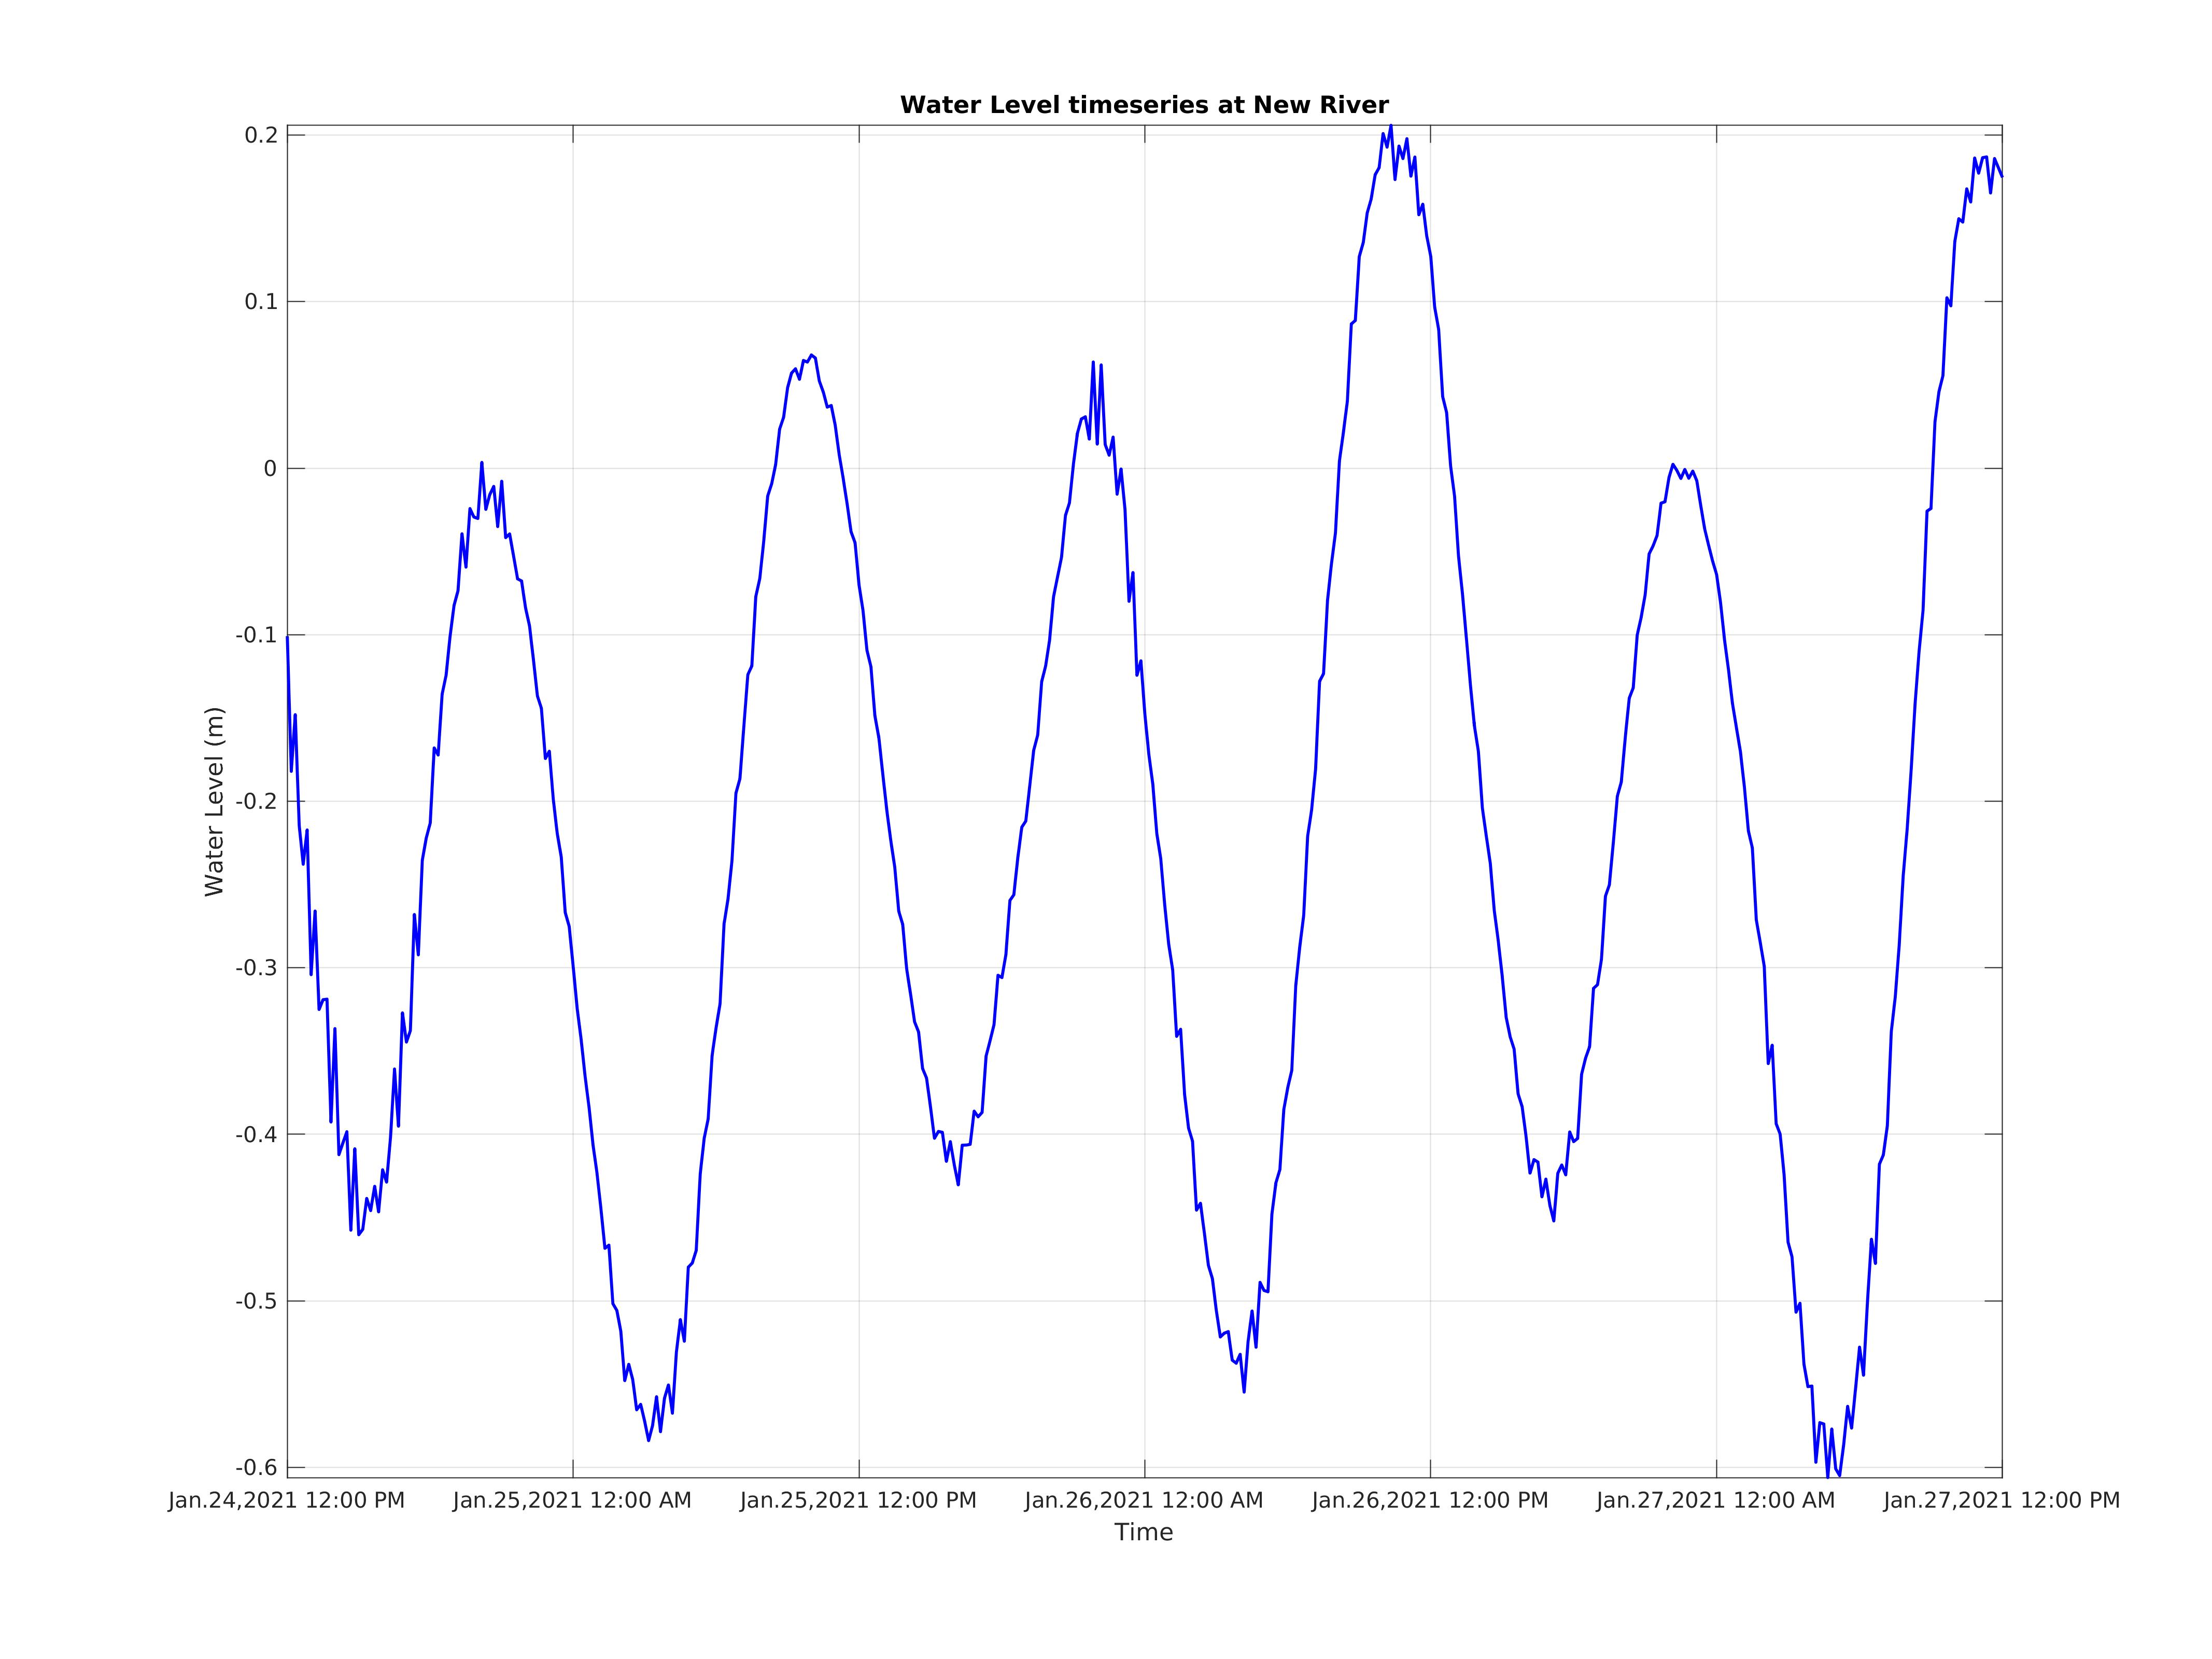 Water Level timeseries at New River
0.2
0.1
0
-0.1
-0.2
-0.3
-0.4
-0.5
-0.6
Water Level (m)
Jan.24,2021 12:00 PM
Jan.25,2021 12:00 AM
Jan.25,2021 12:00 PM
Jan.26,2021 12:00 AM
Jan.26,2021 12:00 PM
Jan.27,2021 12:00 AM
Jan.27,2021 12:00 PM
Time